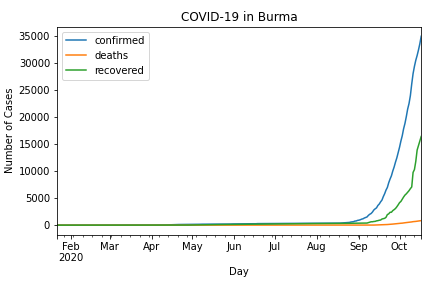 COVID-19 in Burma
confirmed
deaths
recovered
35000
30000
25000
20000
15000
10000
5000
0
Number of Cases
Feb Mar Apr May Jun Jul Aug Sep Oct
2020
Day